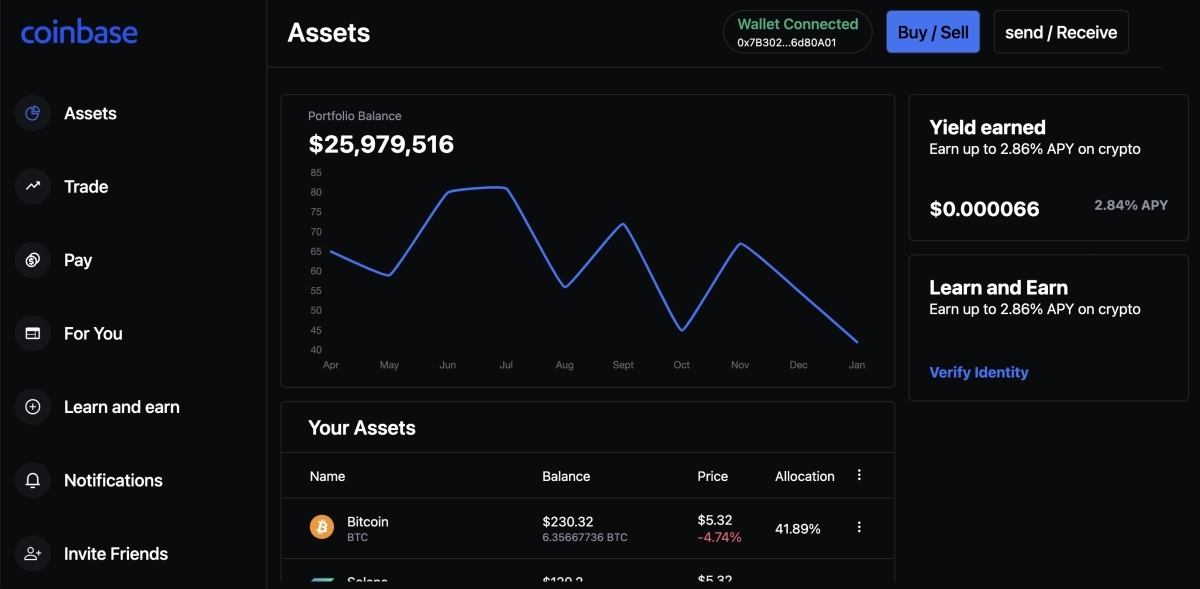 coinbase
Assets
Trade
Pay
For You
Learn and earn
Notifications
Invite Friends
Assets
Wallet Connected
0x7B302...6d80A01
Buy / Sell
send / Receive
Portfolio Balance
$25,979,516
85
80
75
70
65
60
55
50
45
40
Apr May Jun Jul Aug Sept Oct Nov Dec Jan
Yield earned
Earn up to 2.86% APY on crypto
$0.000066 2.84% APY
Learn and Earn
Earn up to 2.86% APY on crypto
Verify Identity
Your Assets
Name Balance Price Allocation
Bitcoin $230.32 $5.32 41.89%
BTC 6.35667736 BTC -4.74%
Solana $130.2 $5.32